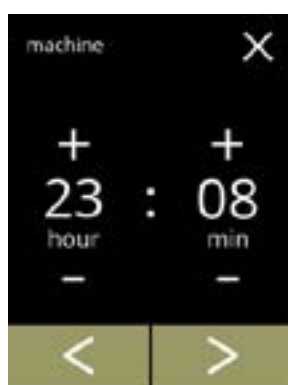 machine ×
+ +
23 : 08
hour min
- -
< >